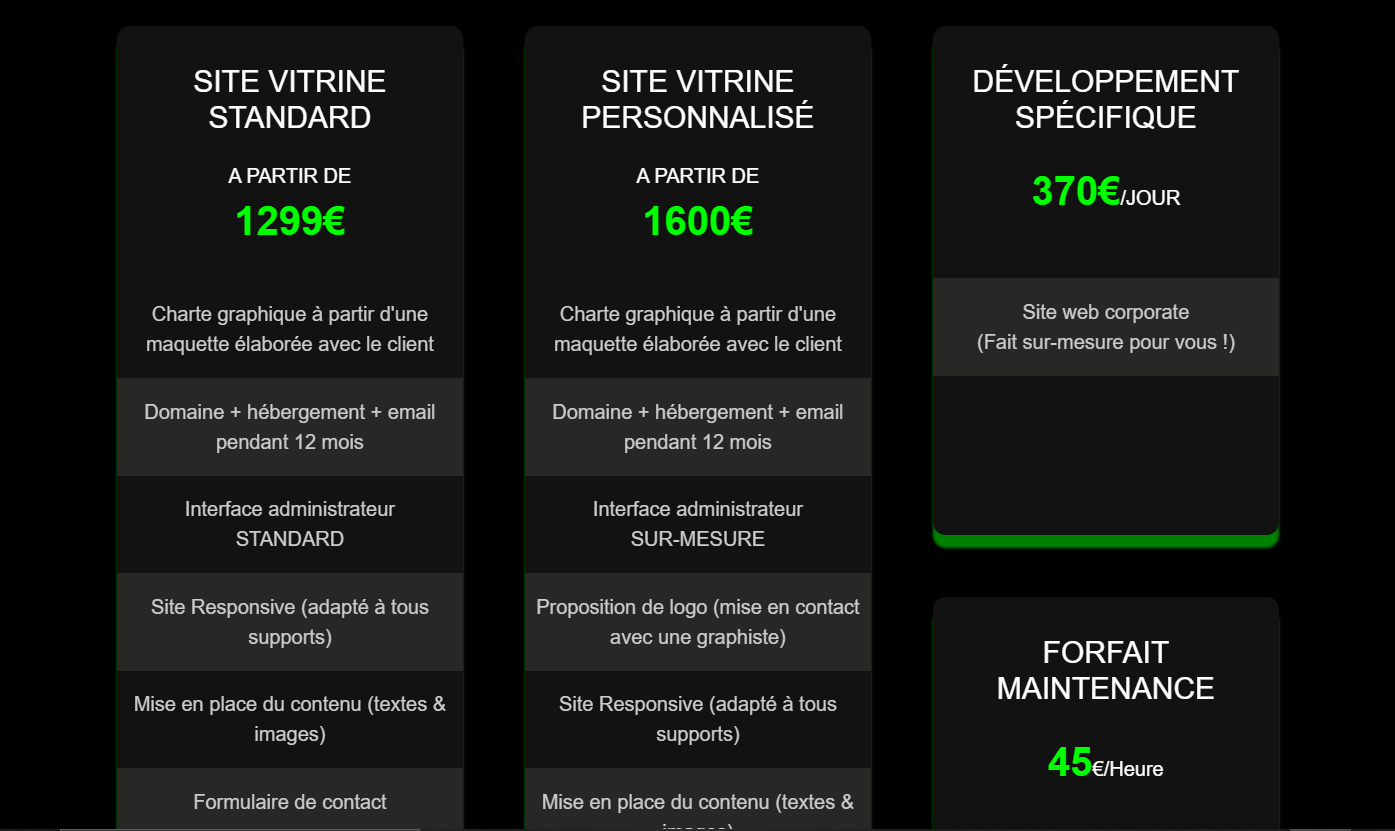 SITE VITRINE
STANDARD
A PARTIR DE
1299€
Charte graphique à partir d'une
maquette élaborée avec le client
Domaine + hébergement + email
pendant 12 mois
Interface administrateur
STANDARD
Site Responsive (adapté à tous
supports)
Mise en place du contenu (textes &
images)
Formulaire de contact
SITE VITRINE
PERSONNALISÉ
A PARTIR DE
1600€
Charte graphique à partir d'une
maquette élaborée avec le client
Domaine + hébergement + email
pendant 12 mois
Interface administrateur
SUR-MESURE
Proposition de logo (mise en contact
avec une graphiste)
Site Responsive (adapté à tous
supports)
Mise en place du contenu (textes &
images)
DÉVELOPPEMENT
SPÉCIFIQUE
370€/JOUR
Site web corporate
(Fait sur-mesure pour vous !)
FORFAIT
MAINTENANCE
45€/Heure